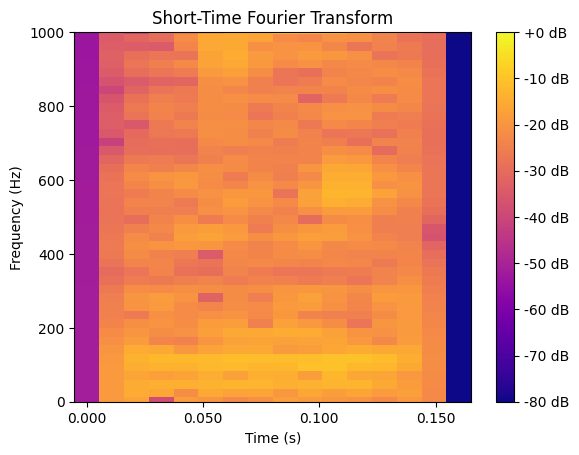 Short-Time Fourier Transform
1000
800
600
400
200
0
Frequency (Hz)
0.000
0.050
0.100
0.150
Time (s)
+0 dB
-10 dB
-20 dB
-30 dB
-40 dB
-50 dB
-60 dB
-70 dB
-80 dB